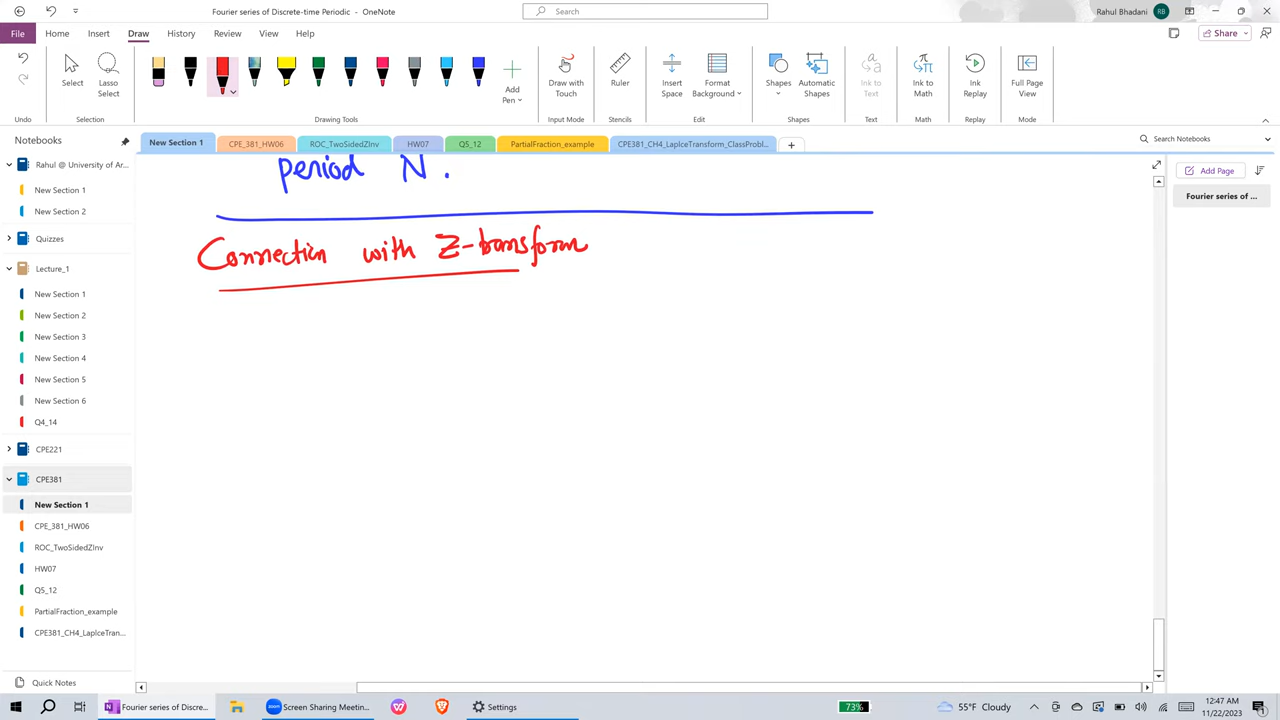 Fourier series of Discrete-time Periodic - OneNote
Search
Rahul Bhadani
RB
File
Home
Insert
Draw
History
Review
View
Help
Share
Undo
Select
Lasso Select
Selection
Add Pen
Drawing Tools
Draw with Touch
Input Mode
Ruler
Stencils
Insert Space
Format Background
Edit
Shapes
Automatic Shapes
Shapes
Ink to Text
Text
Ink to Math
Math
Ink Replay
Replay
Full Page View
Mode
Notebooks
New Section 1
CPE_381_HW06
ROC_TwoSidedZInv
HW07
Q5_12
PartialFraction_example
CPE381_CH4_LaplceTransform_ClassProbl...
Search Notebooks
Rahul @ University of Ar...
New Section 1
New Section 2
Quizzes
Lecture_1
New Section 1
New Section 2
New Section 3
New Section 4
New Section 5
New Section 6
Q4_14
CPE221
CPE381
New Section 1
CPE_381_HW06
ROC_TwoSidedZInv
HW07
Q5_12
PartialFraction_example
CPE381_CH4_LaplceTran...
Quick Notes
period N.
Connection with Z-transform
Add Page
Fourier series of ...
Fourier series of Discre...
Screen Sharing Meetin...
Settings
73%
55°F Cloudy
12:47 AM
11/22/2023